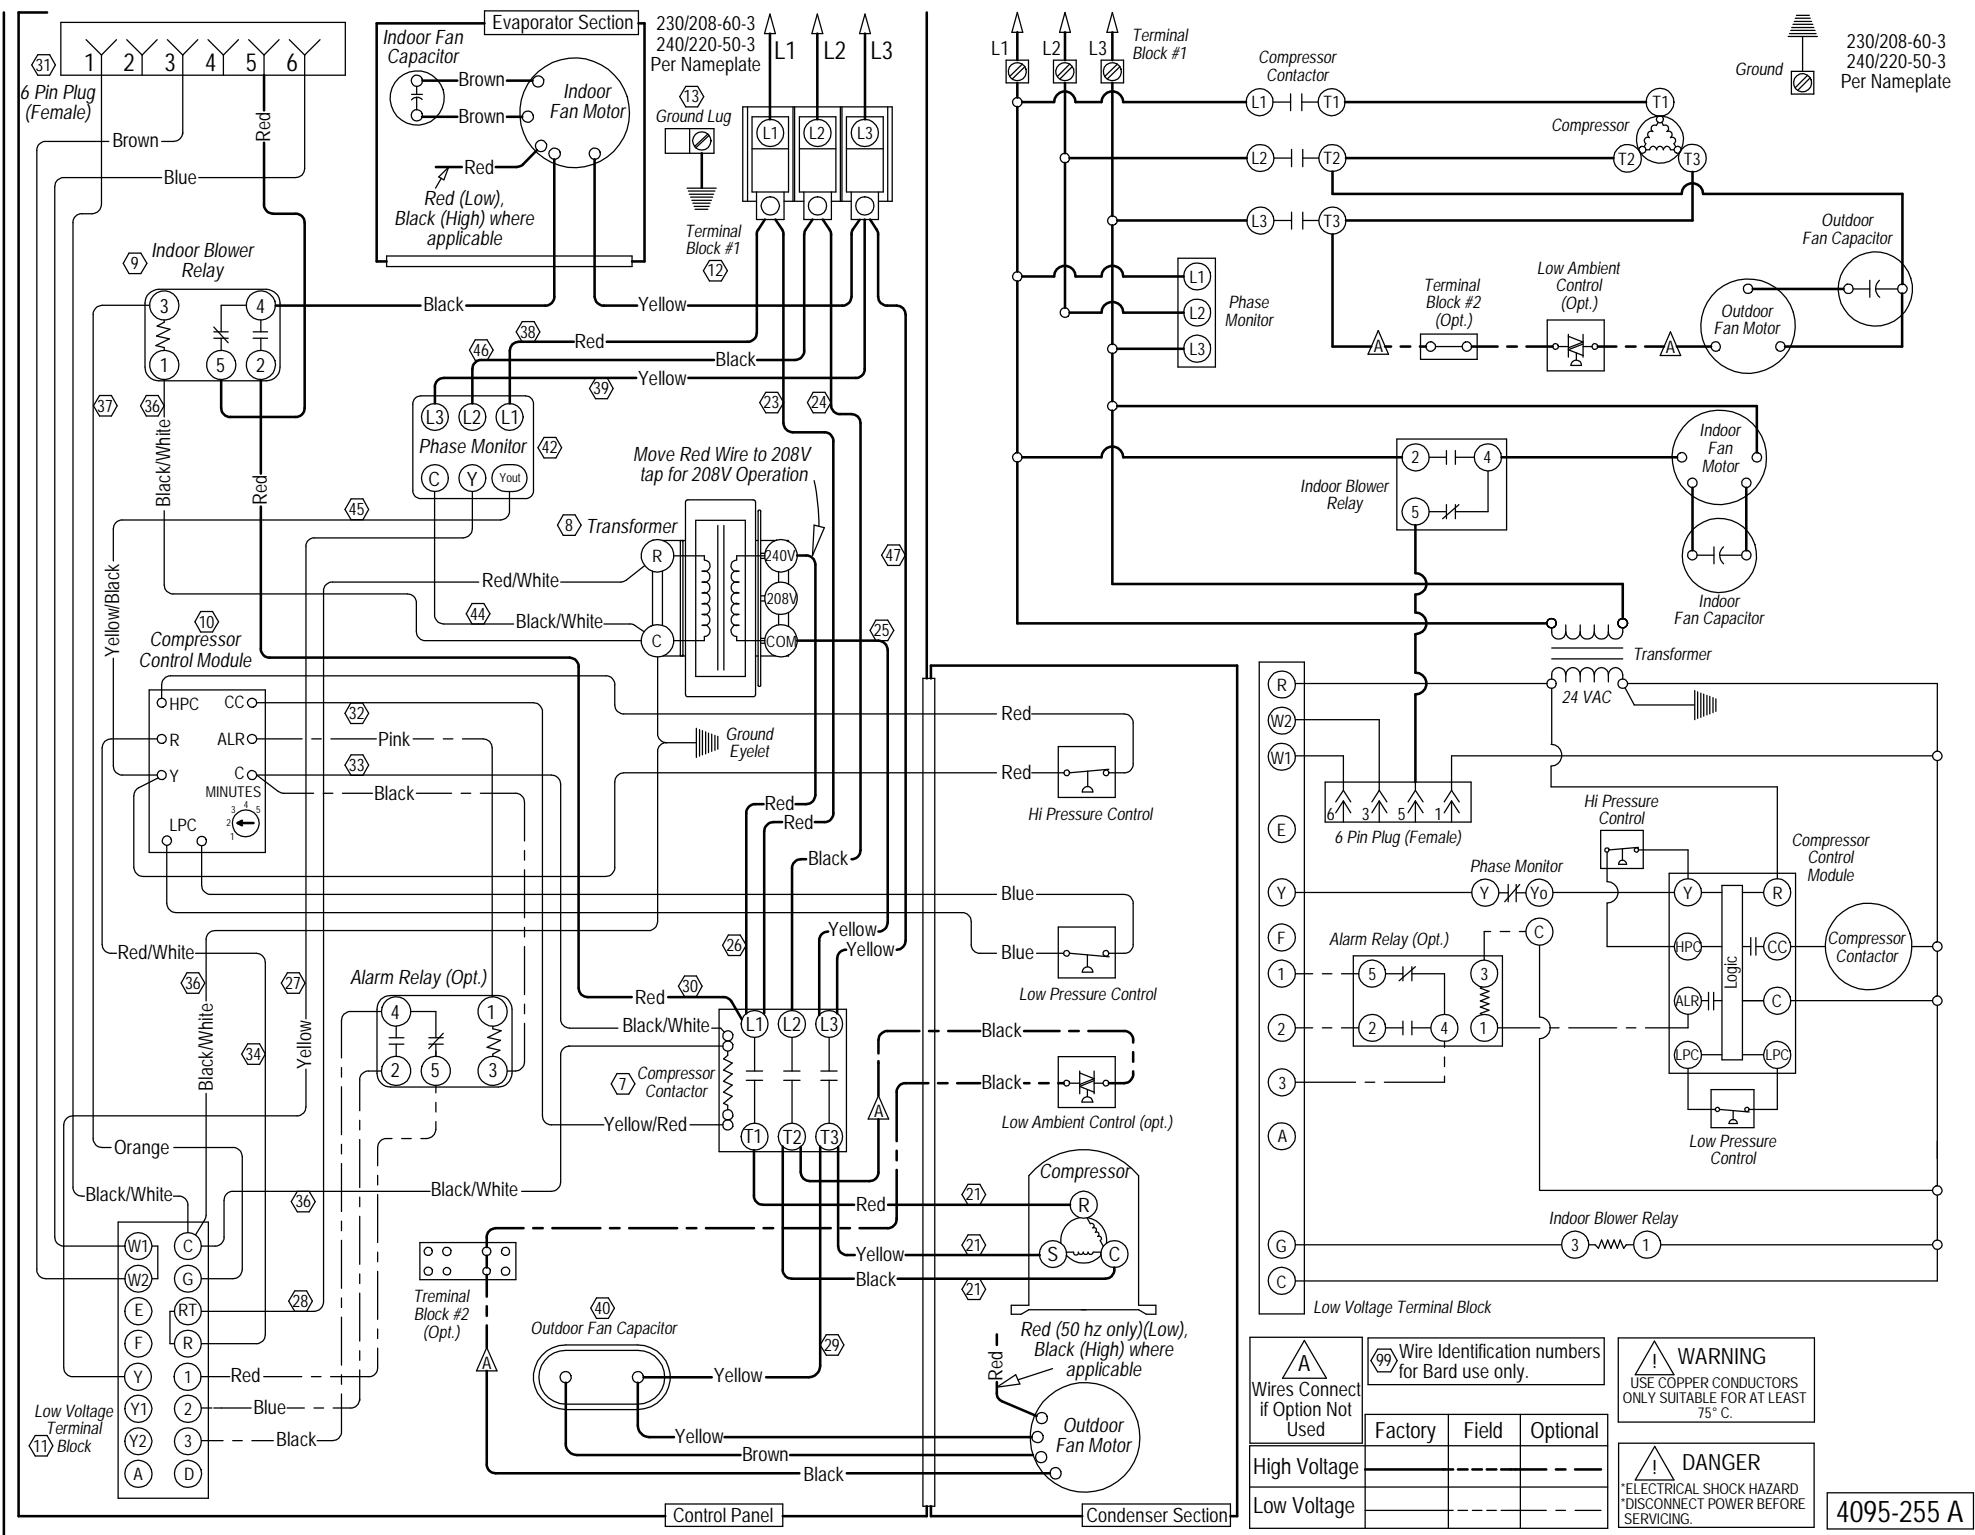 Evaporator Section
230/208-60-3
240/220-50-3
Per Nameplate
L1 L2 L3
31
1 2 3 4 5 6
6 Pin Plug
(Female)
Indoor Fan
Capacitor
Brown
Brown
Indoor
Fan Motor
Red
Red (Low),
Black (High) where
applicable
13
Ground Lug
L1 L2 L3
Terminal
Block #1
12
Red
Brown
Blue
9
Indoor Blower
Relay
3 4
1 5 2
Black
Yellow
38
Red
46
Black
39
Yellow
37
36
23
24
L3 L2 L1
Phase Monitor
42
C Y Yout
Black/White
Red
45
Move Red Wire to 208V
tap for 208V Operation
8
Transformer
R
240V
208V
C
COM
47
25
Red/White
44
Black/White
Yellow/Black
10
Compressor
Control Module
HPC CC
R ALR
Y C
MINUTES
1 2 3 4 5
LPC
32
Pink
33
Black
Ground
Eyelet
Red
Red
Hi Pressure Control
Red
Red
Black
Blue
Blue
Low Pressure Control
Yellow
Yellow
26
30
Red
Red/White
36
27
Alarm Relay (Opt.)
4 1
2 5 3
Black/White
34
Yellow
Black/White
7
Compressor
Contactor
L1 L2 L3
T1 T2 T3
Yellow/Red
Black
Black
A
Low Ambient Control (opt.)
Orange
Black/White
36
Black/White
Compressor
R
S C
Red
21
Yellow
21
Black
21
W1 C
W2 G
E RT
F R
Y 1
Y1 2
Y2 3
A D
28
Red
Blue
Black
Low Voltage
Terminal
Block
11
Treminal
Block #2
(Opt.)
A
40
Outdoor Fan Capacitor
29
Yellow
Yellow
Brown
Black
Red (50 hz only)(Low),
Black (High) where
applicable
Red
Outdoor
Fan Motor
Control Panel
Condenser Section
L1 L2 L3
Terminal
Block #1
Ground
230/208-60-3
240/220-50-3
Per Nameplate
Compressor
Contactor
L1 T1
L2 T2
L3 T3
Compressor
T1
T2 T3
Outdoor
Fan Capacitor
L1
L2
L3
Phase
Monitor
Terminal
Block #2
(Opt.)
Low Ambient
Control
(Opt.)
A
A
Outdoor
Fan Motor
Indoor
Fan
Motor
2 4
5
Indoor Blower
Relay
Indoor
Fan Capacitor
Transformer
24 VAC
R
W2
W1
E
Y
F
1
2
3
A
G
C
6 3 5 1
6 Pin Plug (Female)
Hi Pressure
Control
Compressor
Control
Module
Phase Monitor
Y Yo
Y R
HPC CC
ALR C
LPC LPC
Logic
Compressor
Contactor
Alarm Relay (Opt.)
5 3
2 4 1
C
Low Pressure
Control
Indoor Blower Relay
3 1
Low Voltage Terminal Block
A
Wires Connect
if Option Not
Used
99 Wire Identification numbers
for Bard use only.
Factory Field Optional
High Voltage
Low Voltage
! WARNING
USE COPPER CONDUCTORS
ONLY SUITABLE FOR AT LEAST
75° C.
! DANGER
*ELECTRICAL SHOCK HAZARD
*DISCONNECT POWER BEFORE
SERVICING.
4095-255 A